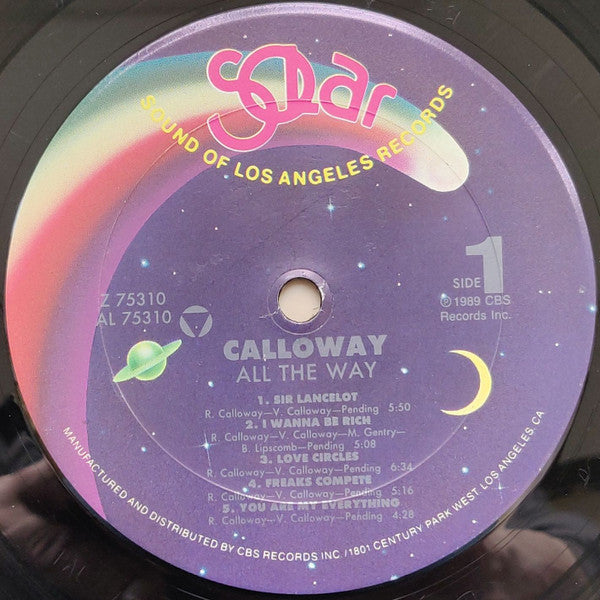 Solar
SOUND OF LOS ANGELES RECORDS
SIDE 1
Z 75310
AL 75310
℗ 1989 CBS
Records Inc.
CALLOWAY
ALL THE WAY
1. SIR LANCELOT
R. Calloway—V. Calloway—Pending 5:50
2. I WANNA BE RICH
R. Calloway—V. Calloway—M. Gentry—
B. Lipscomb—Pending 5:08
3. LOVE CIRCLES
R. Calloway—V. Calloway—Pending 6:34
4. FREAKS COMPETE
R. Calloway—V. Calloway—Pending 5:16
5. YOU ARE MY EVERYTHING
R. Calloway—V. Calloway—Pending 4:28
MANUFACTURED AND DISTRIBUTED BY CBS RECORDS INC. /1801 CENTURY PARK WEST, LOS ANGELES, CA